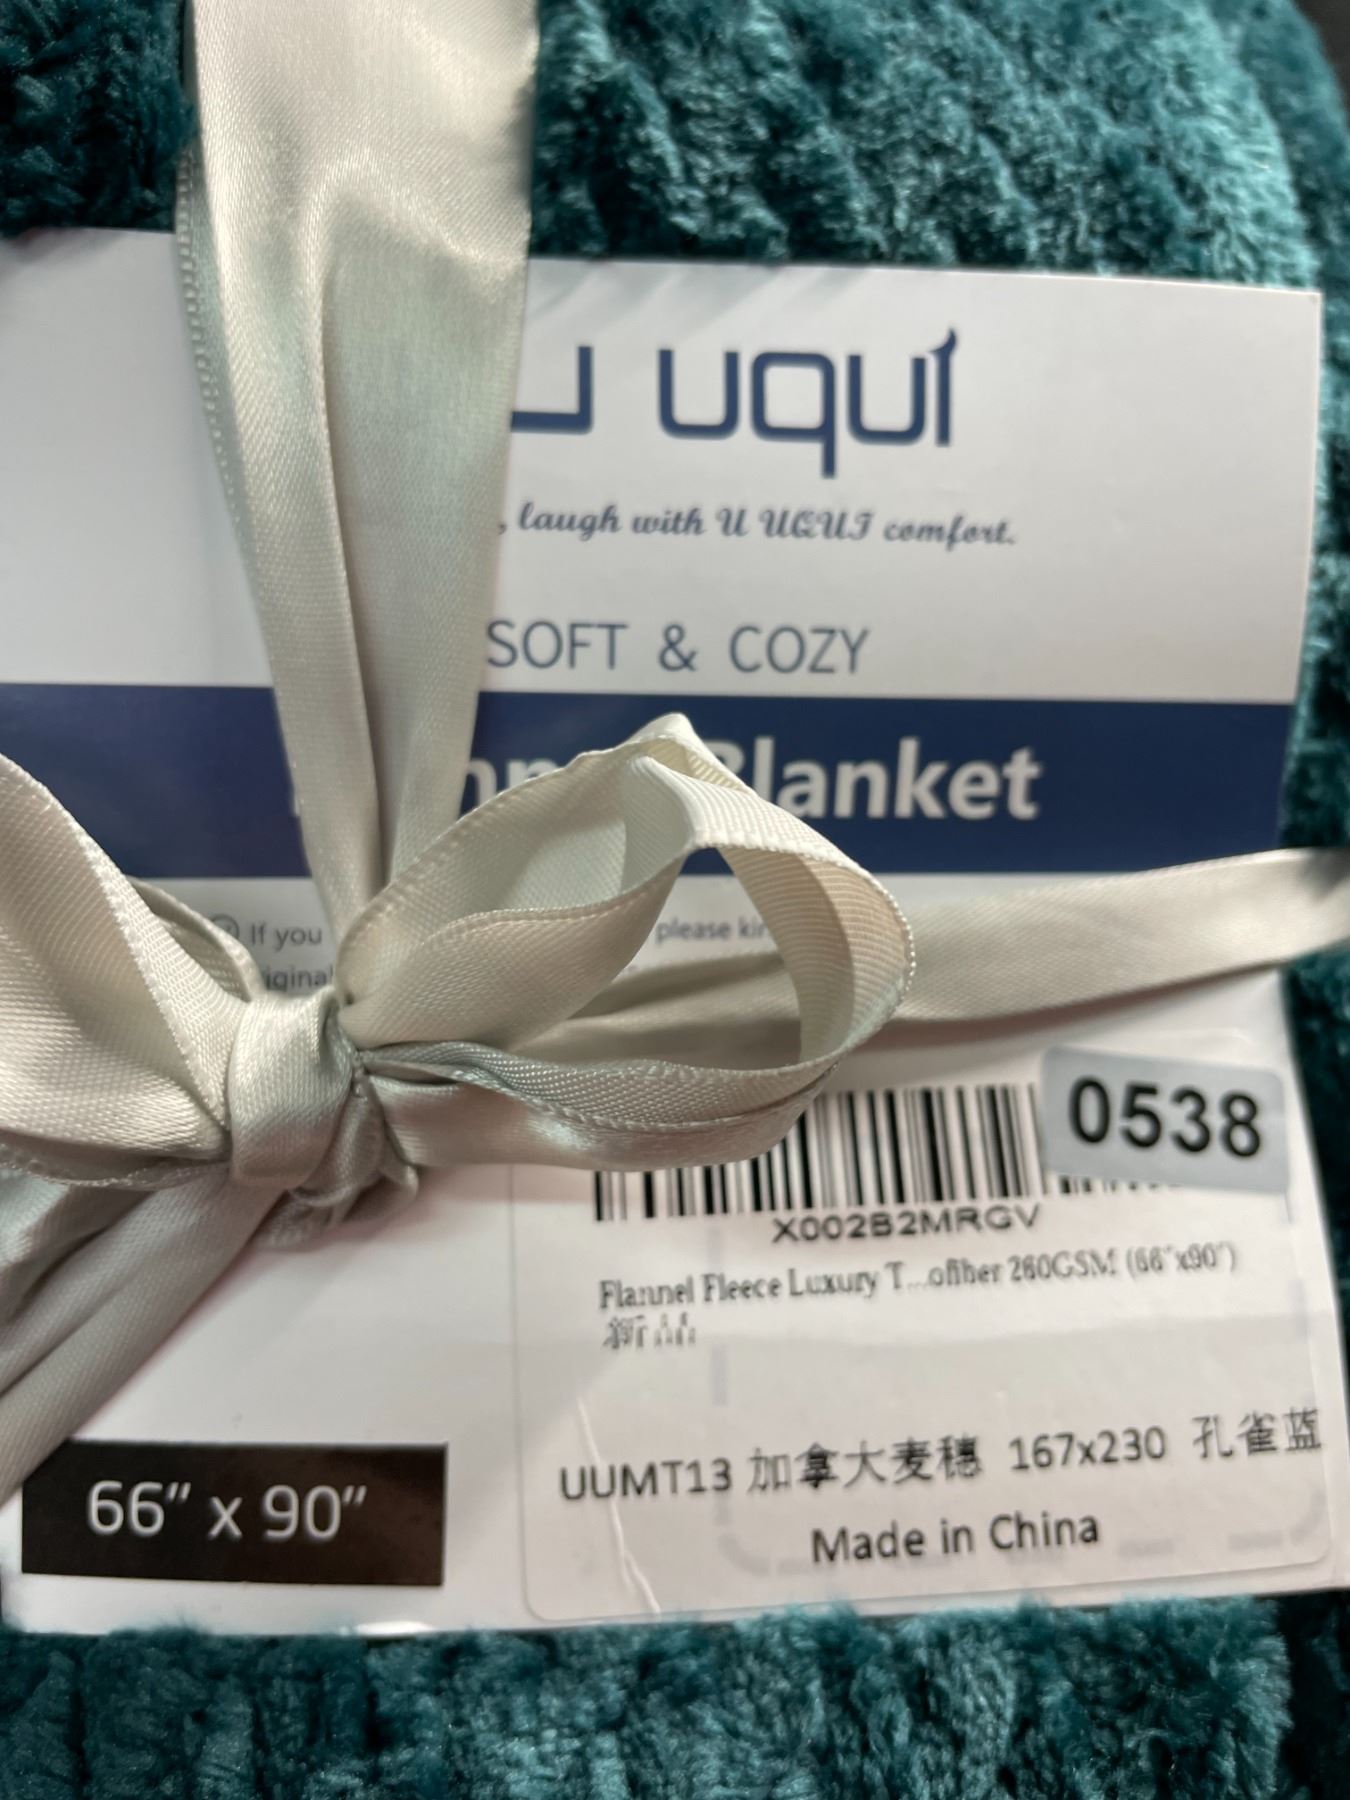 U UQUI
, laugh with U UQUI comfort.
SOFT & COZY
Blanket
If you
please
0538
X002B2MRGV
Flannel Fleece Luxury T...ofiber 260GSM (66"x90")
新品
UUMT13 加拿大麦穗 167x230 孔雀蓝
Made in China
66" x 90"